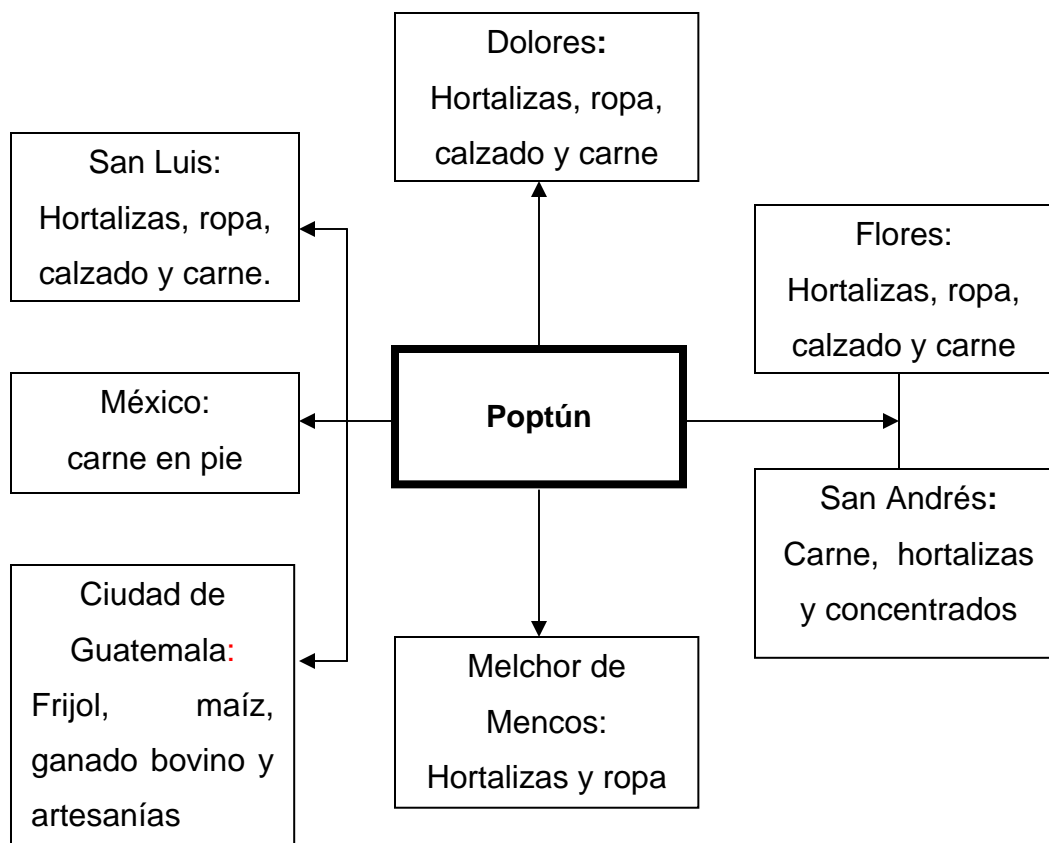 Dolores:
Hortalizas, ropa,
calzado y carne
San Luis:
Hortalizas, ropa,
calzado y carne.
Flores:
Hortalizas, ropa,
calzado y carne
México:
carne en pie
Poptún
San Andrés:
Carne, hortalizas
y concentrados
Ciudad de
Guatemala:
Frijol, maíz,
ganado bovino y
artesanías
Melchor de
Mencos:
Hortalizas y ropa